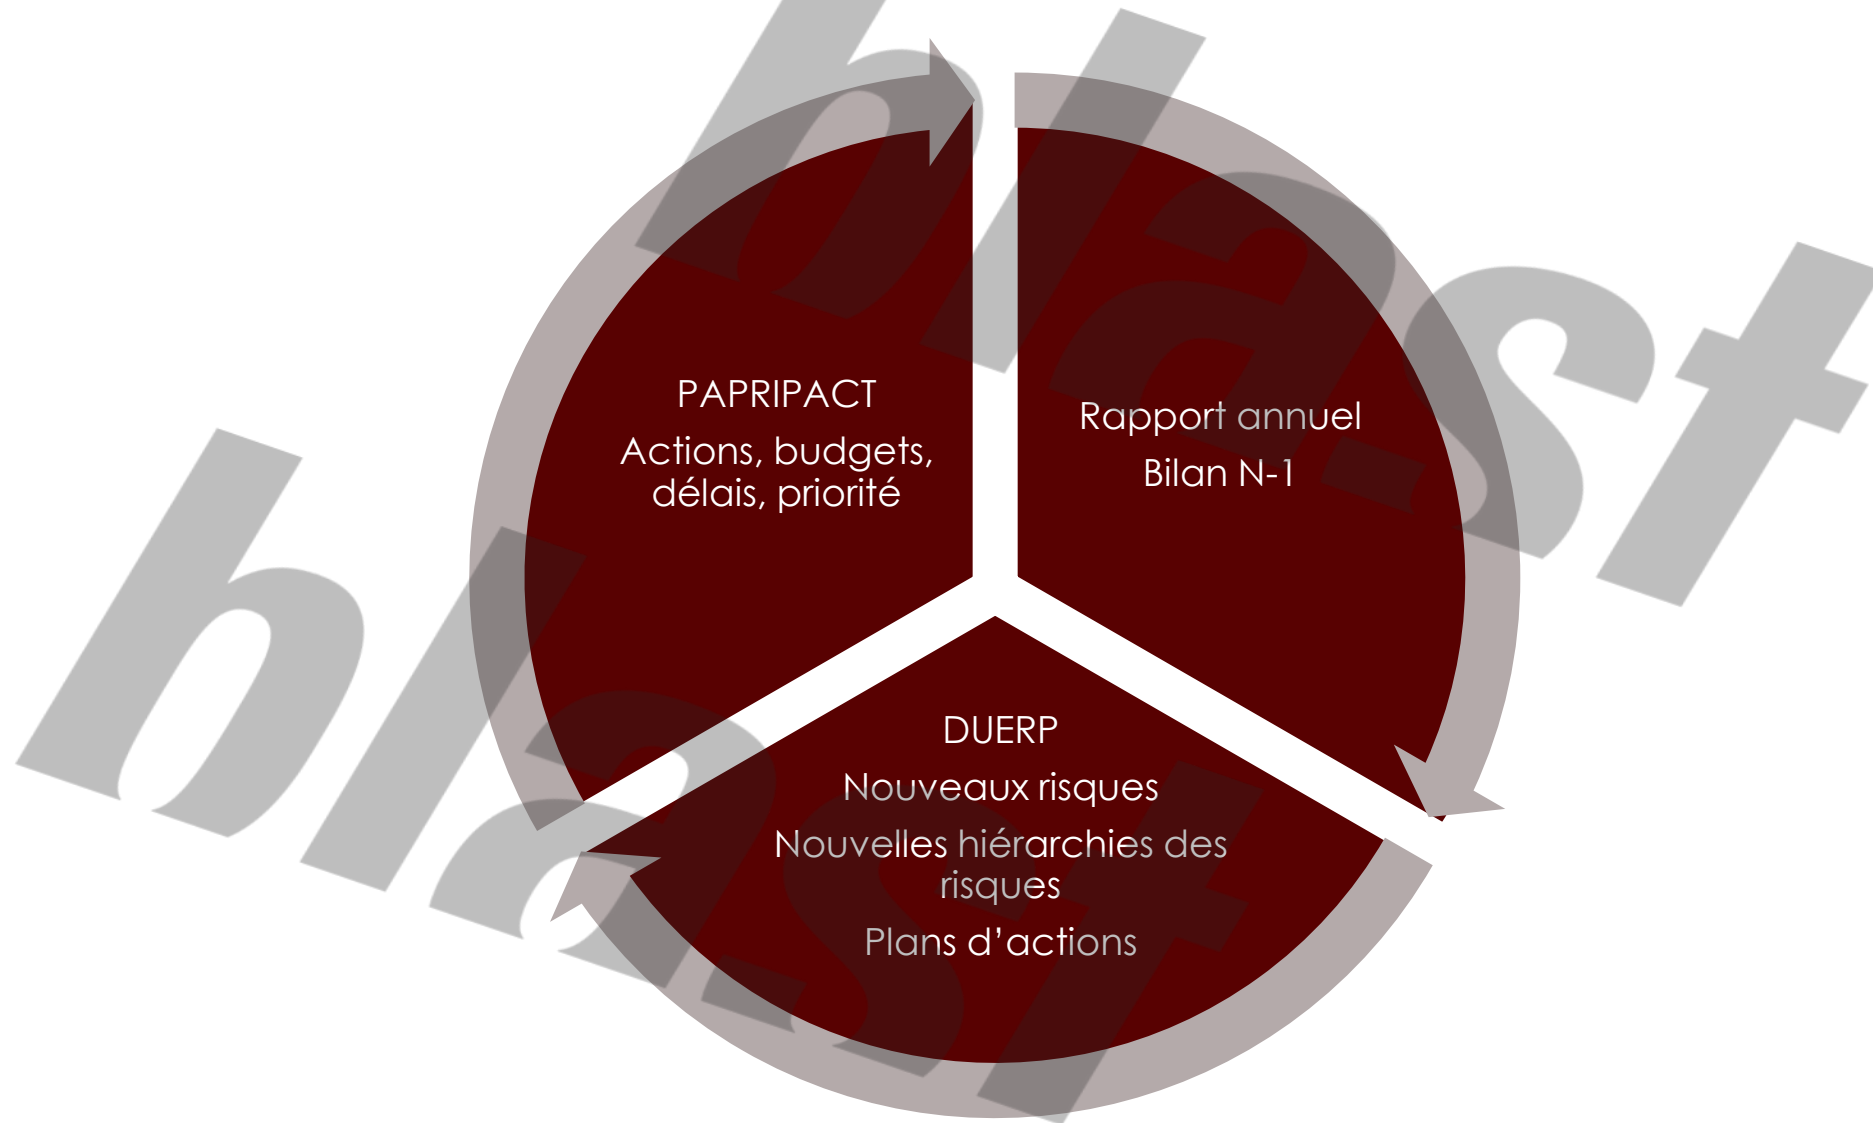 blast
PAPRIPACT
Actions, budgets,
délais, priorité
Rapport annuel
Bilan N-1
blast
DUERP
Nouveaux risques
Nouvelles hiérarchies des
risques
Plans d’actions